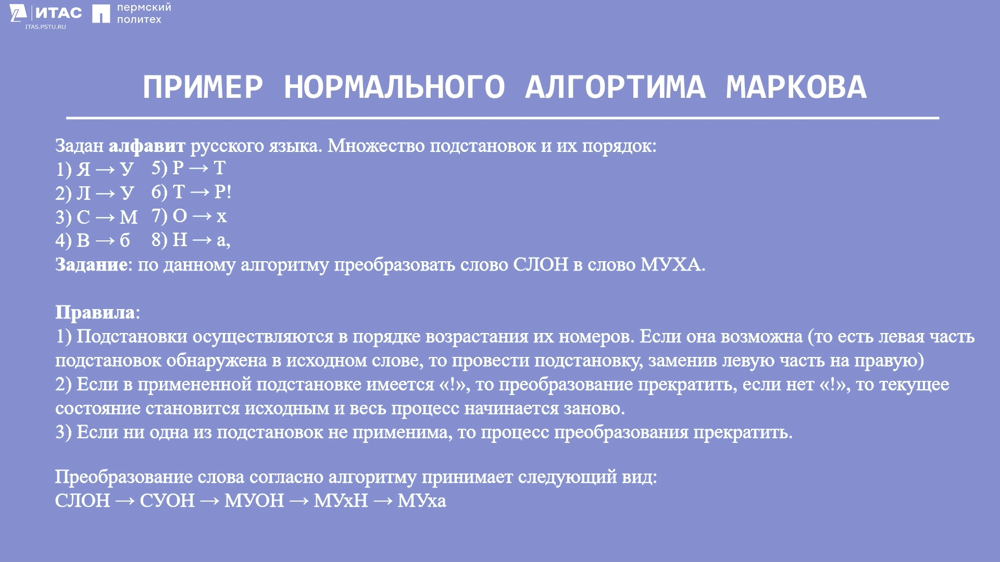 ИТАС
ITAS.PSTU.RU
пермский
политех
ПРИМЕР НОРМАЛЬНОГО АЛГОРТИМА МАРКОВА
Задан алфавит русского языка. Множество подстановок и их порядок:
1) Я → У 5) Р → Т
2) Л → У 6) Т → Р!
3) С → М 7) О → х
4) В → б 8) Н → а,
Задание: по данному алгоритму преобразовать слово СЛОН в слово МУХА.
Правила:
1) Подстановки осуществляются в порядке возрастания их номеров. Если она возможна (то есть левая часть
подстановок обнаружена в исходном слове, то провести подстановку, заменив левую часть на правую)
2) Если в примененной подстановке имеется «!», то преобразование прекратить, если нет «!», то текущее
состояние становится исходным и весь процесс начинается заново.
3) Если ни одна из подстановок не применима, то процесс преобразования прекратить.
Преобразование слова согласно алгоритму принимает следующий вид:
СЛОН → СУОН → МУОН → МУхН → МУха